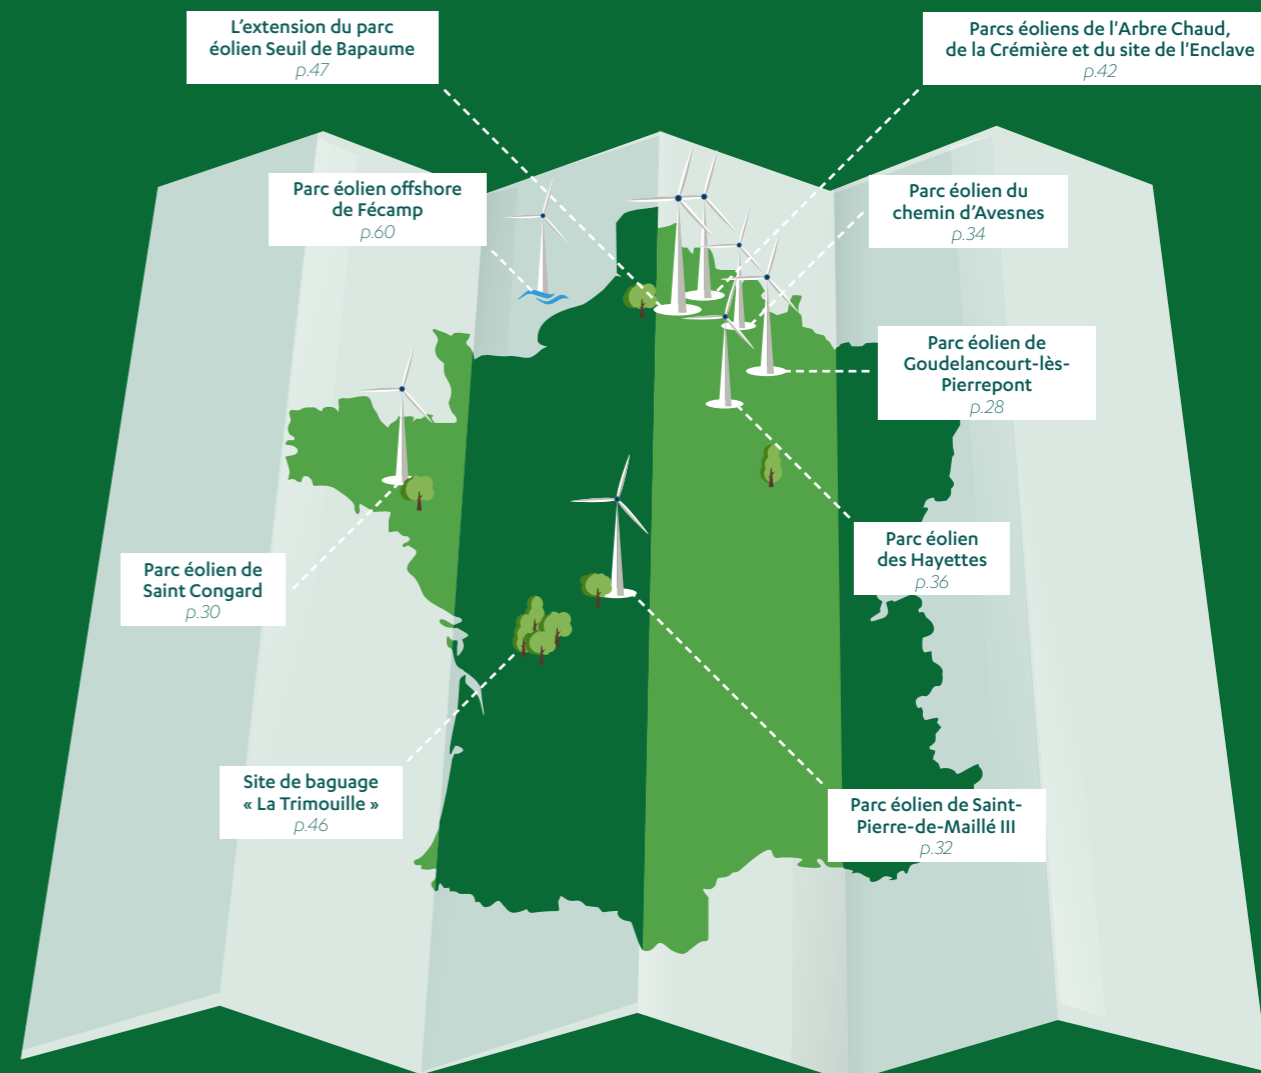 L’extension du parc
éolien Seuil de Bapaume
p.47
Parcs éoliens de l'Arbre Chaud,
de la Crémière et du site de l'Enclave
p.42
Parc éolien offshore
de Fécamp
p.60
Parc éolien du
chemin d’Avesnes
p.34
Parc éolien de
Goudelancourt-lès-
Pierrepont
p.28
Parc éolien
des Hayettes
p.36
Parc éolien de
Saint Congard
p.30
Site de baguage
« La Trimouille »
p.46
Parc éolien de Saint-
Pierre-de-Maillé III
p.32